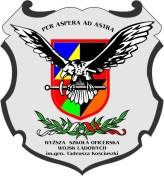 PER ASPERA AD ASTRA
WYŻSZA SZKOŁA OFICERSKA
WOJSK LĄDOWYCH
im.gen. Tadeusza Kościuszki